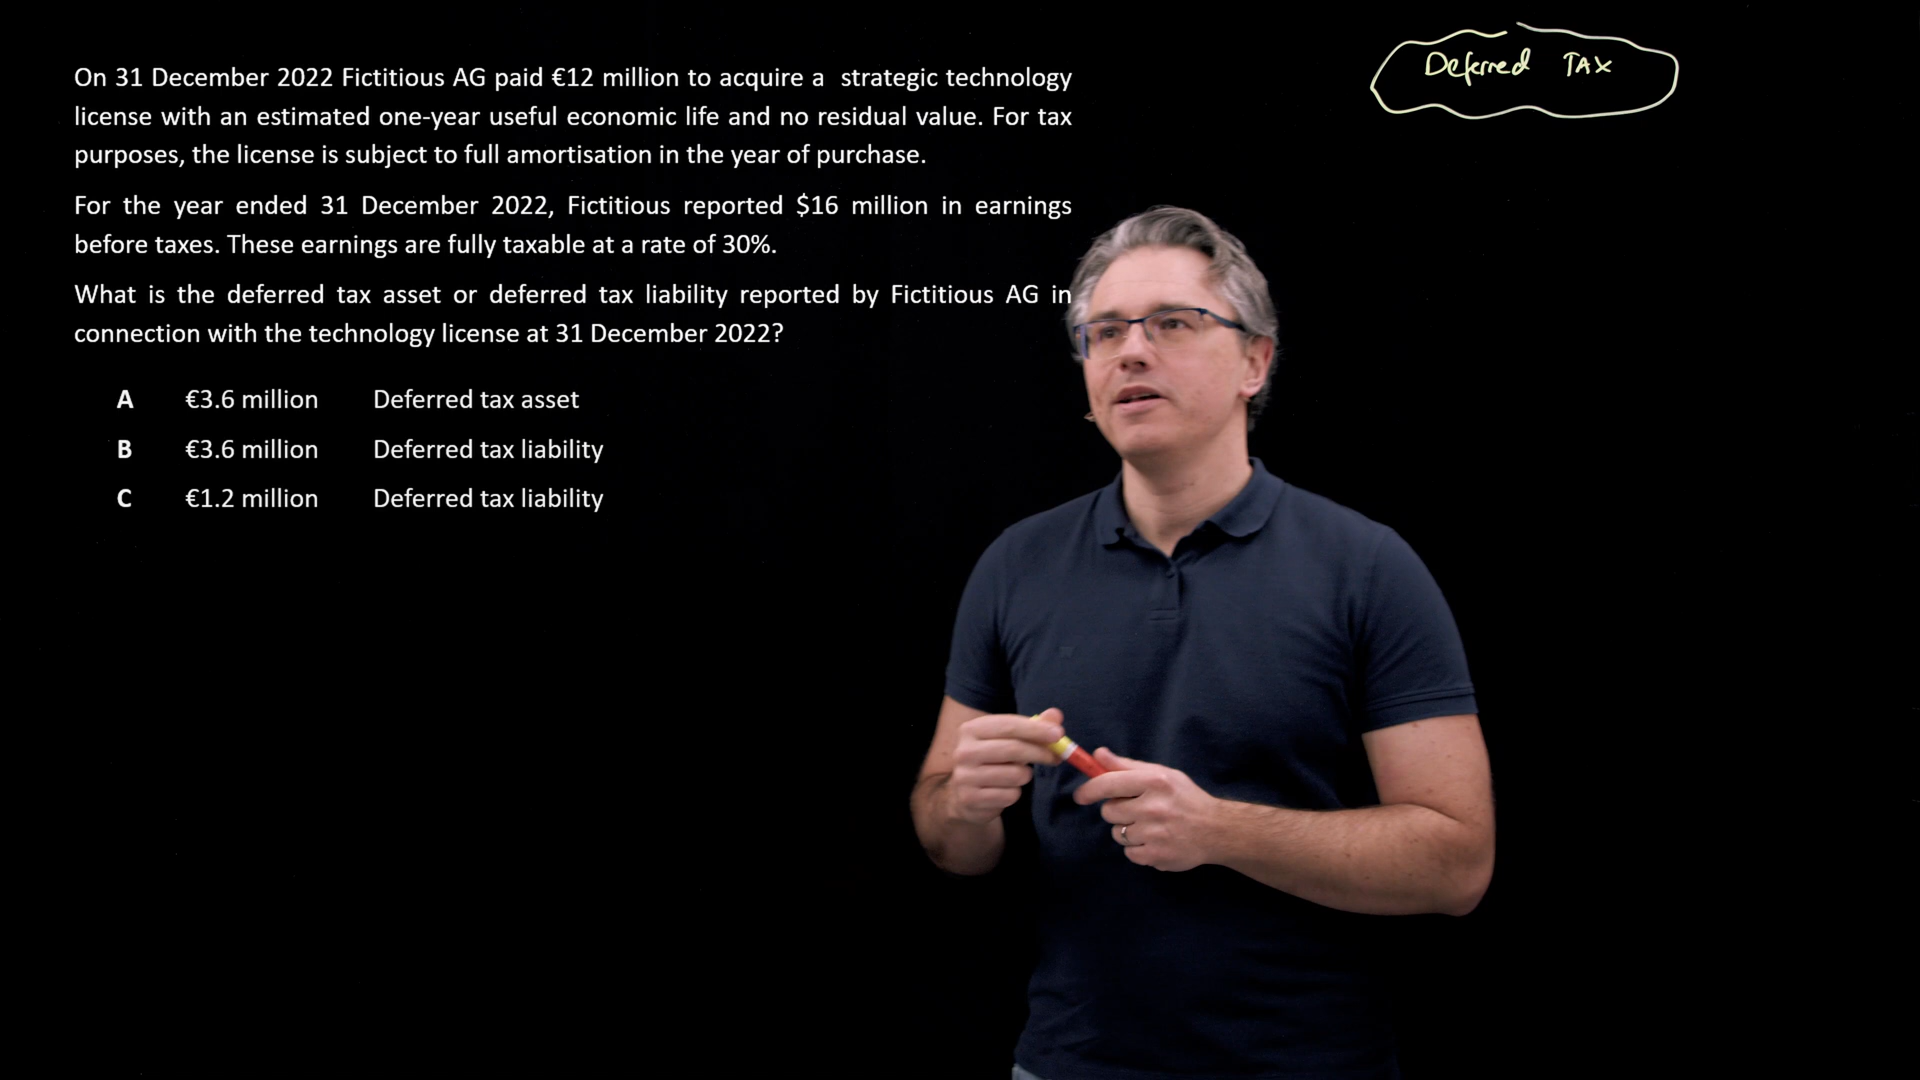 Deferred TAX
On 31 December 2022 Fictitious AG paid €12 million to acquire a strategic technology
license with an estimated one-year useful economic life and no residual value. For tax
purposes, the license is subject to full amortisation in the year of purchase.
For the year ended 31 December 2022, Fictitious reported $16 million in earnings
before taxes. These earnings are fully taxable at a rate of 30%.
What is the deferred tax asset or deferred tax liability reported by Fictitious AG in
connection with the technology license at 31 December 2022?
A €3.6 million Deferred tax asset
B €3.6 million Deferred tax liability
C €1.2 million Deferred tax liability